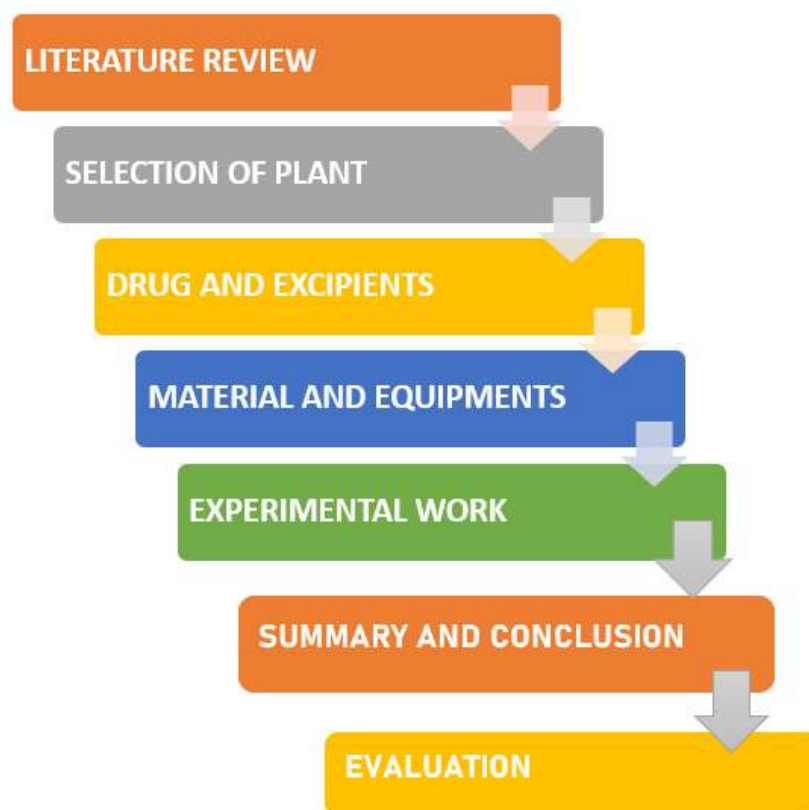 LITERATURE REVIEW
SELECTION OF PLANT
DRUG AND EXCIPIENTS
MATERIAL AND EQUIPMENTS
EXPERIMENTAL WORK
SUMMARY AND CONCLUSION
EVALUATION